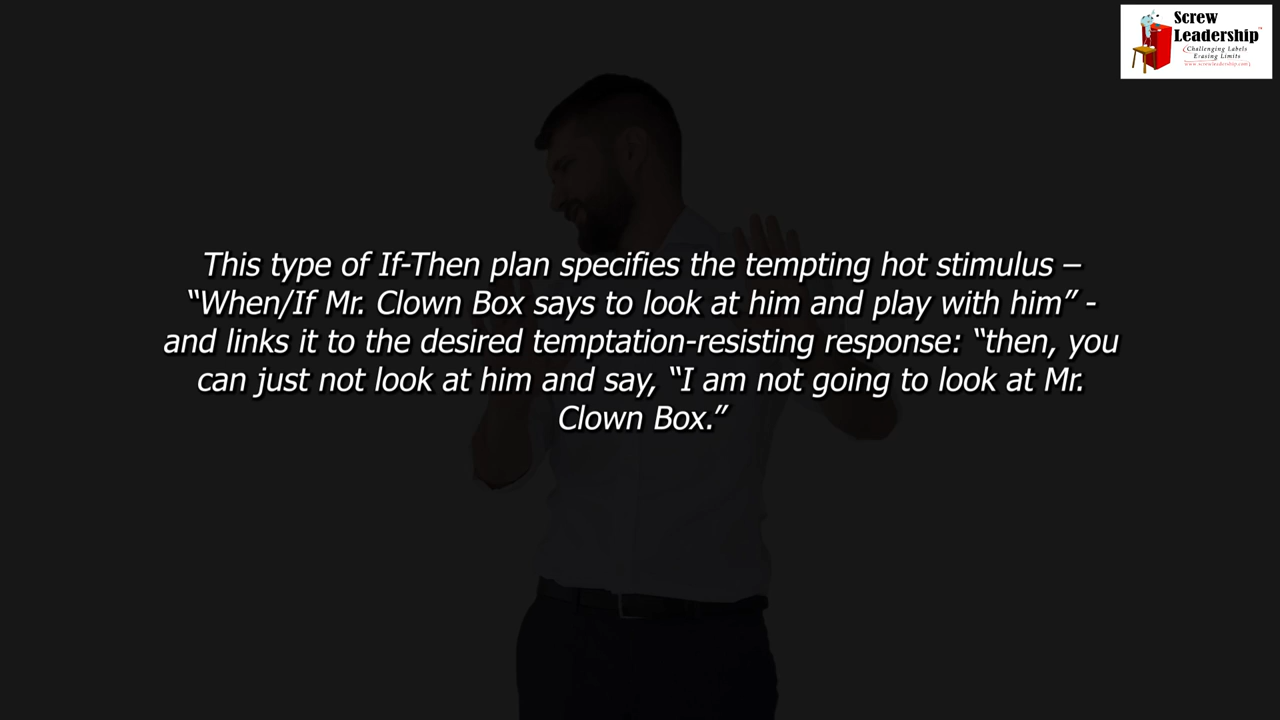 Screw
Leadership™
Challenging Labels
Erasing Limits
This type of If-Then plan specifies the tempting hot stimulus –
“When/If Mr. Clown Box says to look at him and play with him” -
and links it to the desired temptation-resisting response: “then, you
can just not look at him and say, “I am not going to look at Mr.
Clown Box.”